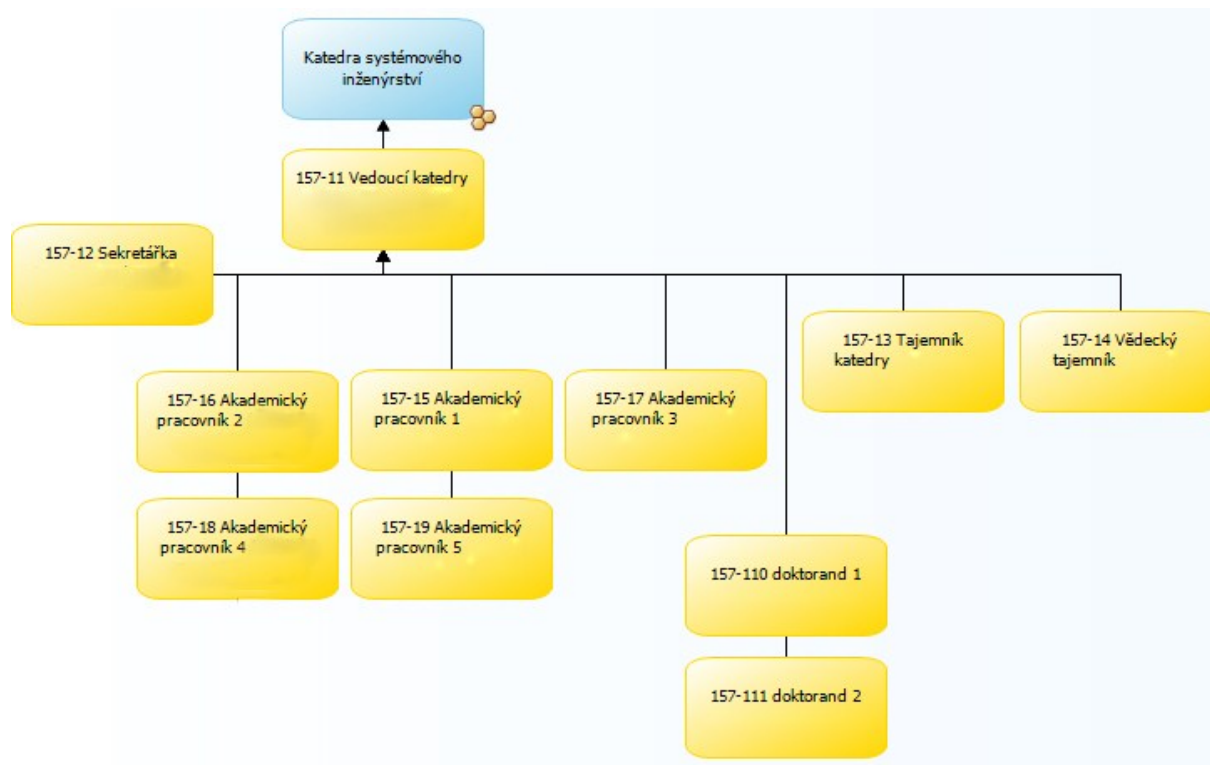 Katedra systémového
inženýrství
157-11 Vedoucí katedry
157-12 Sekretářka
157-13 Tajemník
katedry
157-14 Vědecký
tajemník
157-16 Akademický
pracovník 2
157-15 Akademický
pracovník 1
157-17 Akademický
pracovník 3
157-18 Akademický
pracovník 4
157-19 Akademický
pracovník 5
157-110 doktorand 1
157-111 doktorand 2